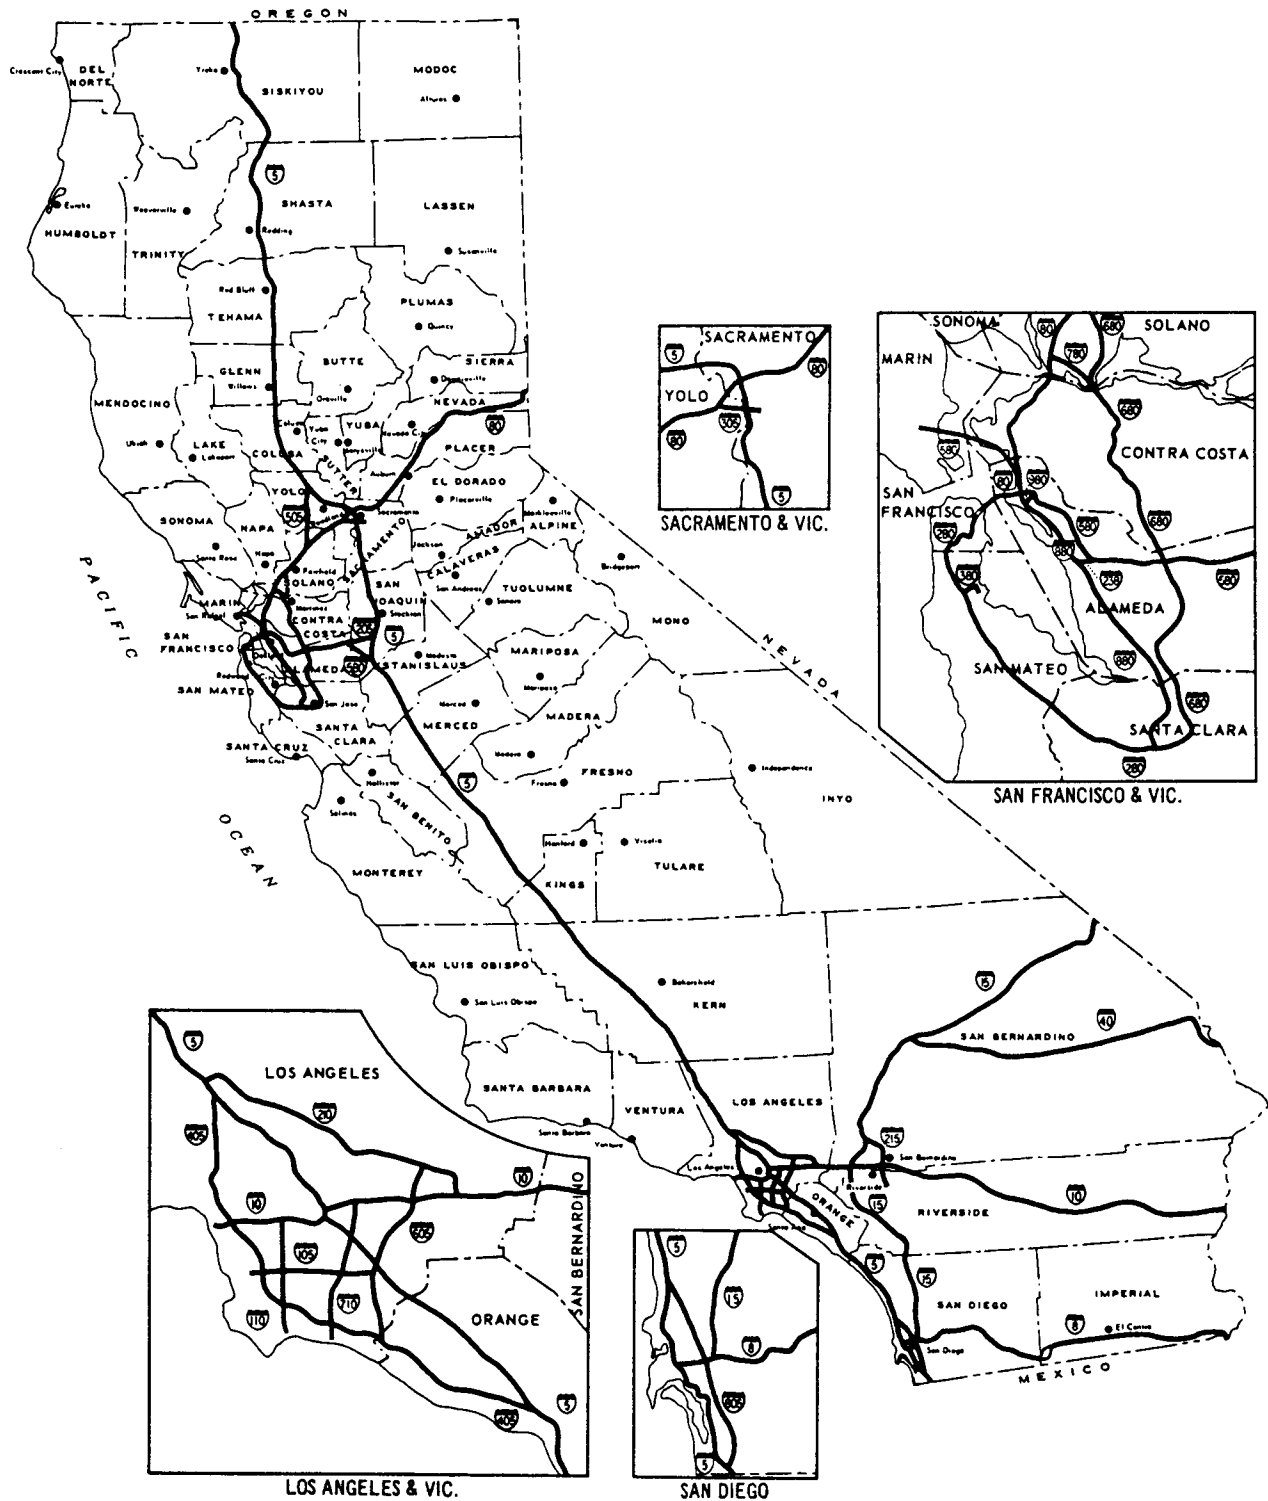 OREGON
Crescent City
DEL
NORTE
Yreka
SISKIYOU
MODOC
Alturas
5
Eureka
HUMBOLDT
Weaverville
TRINITY
SHASTA
Redding
LASSEN
Susanville
Red Bluff
TEHAMA
PLUMAS
Quincy
GLENN
Willows
BUTTE
Oroville
SIERRA
Downieville
NEVADA
Nevada City
80
MENDOCINO
Ukiah
LAKE
Lakeport
COLUSA
Colusa
Yuba
City
YUBA
Marysville
SUTTER
PLACER
Auburn
EL DORADO
Placerville
YOLO
505
Woodland
Sacramento
SACRAMENTO
SONOMA
Santa Rosa
NAPA
Napa
AMADOR
Jackson
Markleeville
ALPINE
CALAVERAS
San Andreas
Fairfield
SOLANO
MARIN
San Rafael
Martinez
CONTRA
COSTA
SAN
JOAQUIN
Stockton
TUOLUMNE
Sonora
Bridgeport
MONO
205
5
580
SAN
FRANCISCO
ALAMEDA
Redwood
City
SAN MATEO
San Jose
Modesto
STANISLAUS
MARIPOSA
Mariposa
Merced
MERCED
MADERA
Madera
SANTA
CLARA
SANTA CRUZ
Santa Cruz
Hollister
SAN BENITO
Salinas
MONTEREY
5
Fresno
FRESNO
Independence
INYO
Hanford
KINGS
Visalia
TULARE
NEVADA
PACIFIC
OCEAN
SAN LUIS OBISPO
San Luis Obispo
Bakersfield
KERN
15
SAN BERNARDINO
40
SANTA BARBARA
Santa Barbara
VENTURA
Ventura
LOS ANGELES
Los Angeles
215
San Bernardino
Riverside
15
RIVERSIDE
10
ORANGE
Santa Ana
5
15
SAN DIEGO
San Diego
IMPERIAL
El Centro
8
MEXICO
SACRAMENTO
5
80
YOLO
305
80
5
SACRAMENTO & VIC.
SONOMA
80
680
SOLANO
MARIN
780
680
580
CONTRA COSTA
80
980
SAN
FRANCISCO
580
680
280
880
380
238
680
ALAMEDA
SAN MATEO
880
680
SANTA CLARA
280
SAN FRANCISCO & VIC.
5
LOS ANGELES
210
405
10
10
605
105
SAN BERNARDINO
110
710
ORANGE
405
5
LOS ANGELES & VIC.
5
15
8
805
5
SAN DIEGO